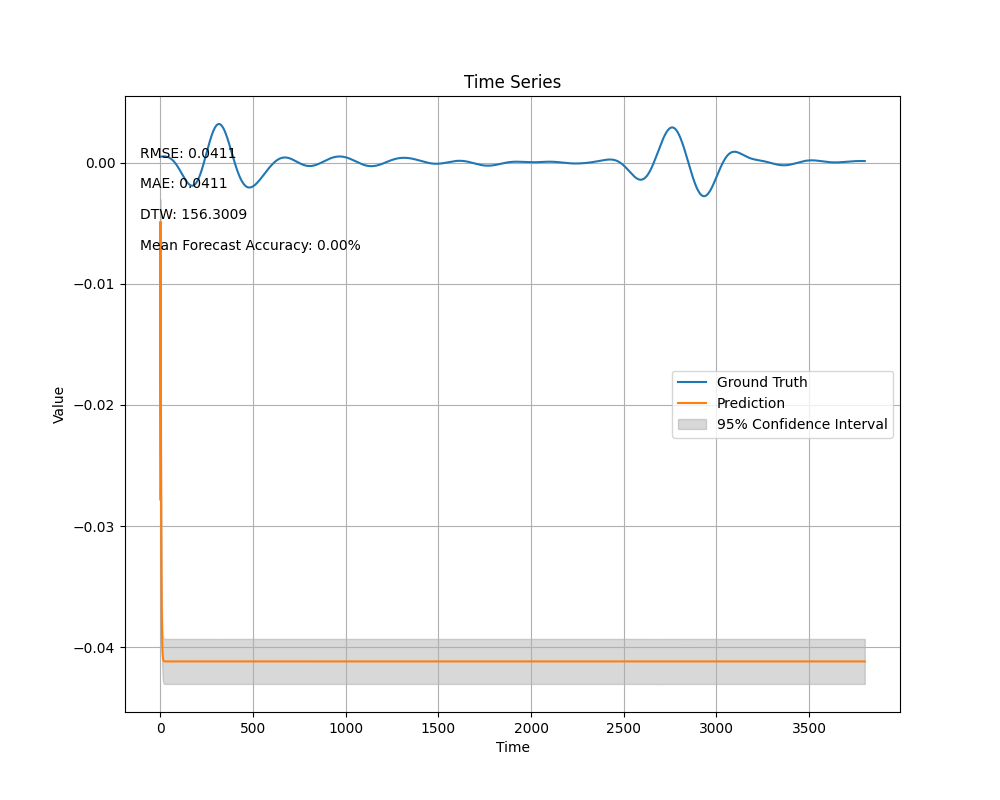 Time Series
RMSE: 0.0411
MAE: 0.0411
DTW: 156.3009
Mean Forecast Accuracy: 0.00%
0.00
−0.01
−0.02
−0.03
−0.04
Value
Ground Truth
Prediction
95% Confidence Interval
0 500 1000 1500 2000 2500 3000 3500
Time